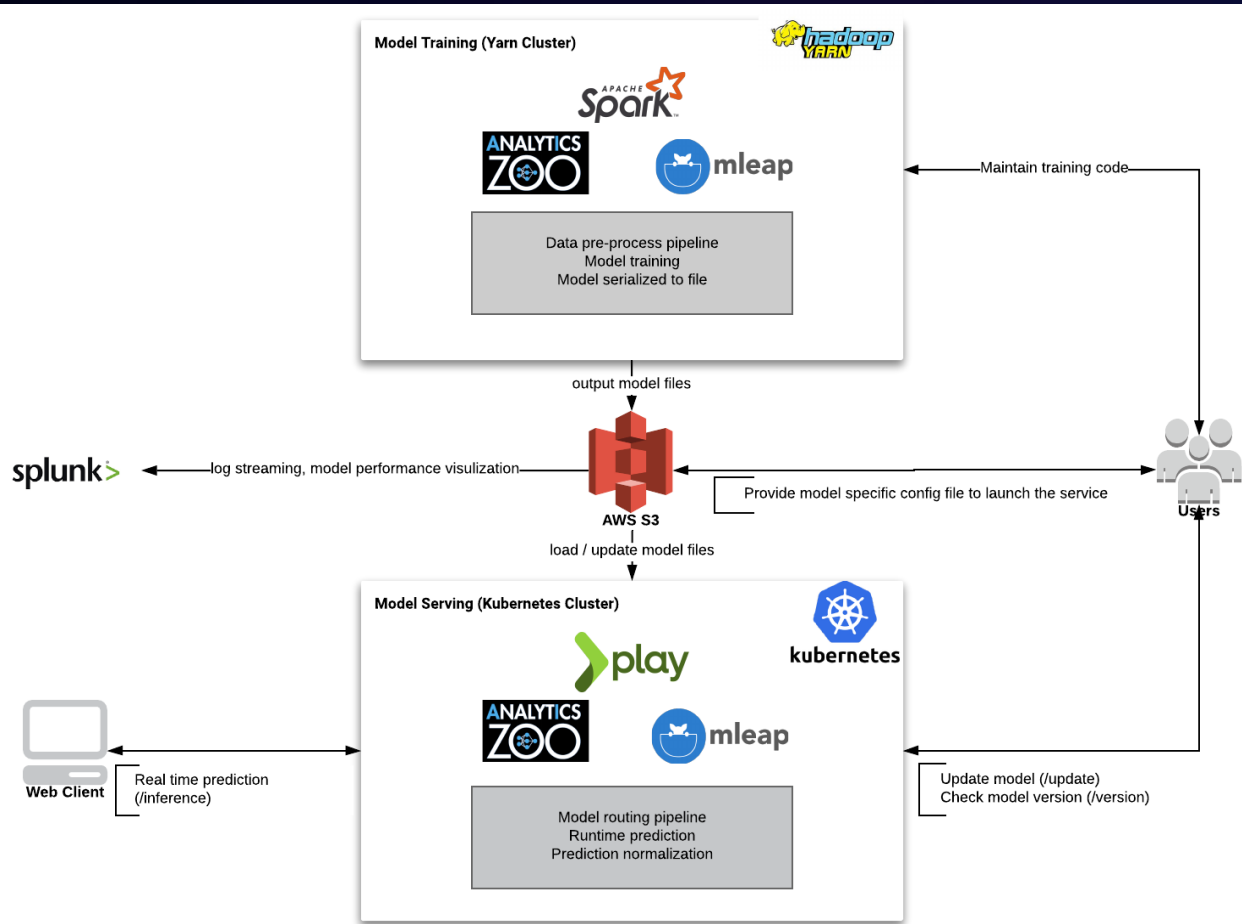 Model Training (Yarn Cluster)
hadoop
YARN
APACHE
Spark™
ANALYTICS
ZOO
mleap
Maintain training code
Data pre-process pipeline
Model training
Model serialized to file
output model files
splunk>
log streaming, model performance visulization
Provide model specific config file to launch the service
AWS S3
Users
load / update model files
Model Serving (Kubernetes Cluster)
kubernetes
play
ANALYTICS
ZOO
mleap
Web Client
Real time prediction
(/inference)
Update model (/update)
Check model version (/version)
Model routing pipeline
Runtime prediction
Prediction normalization